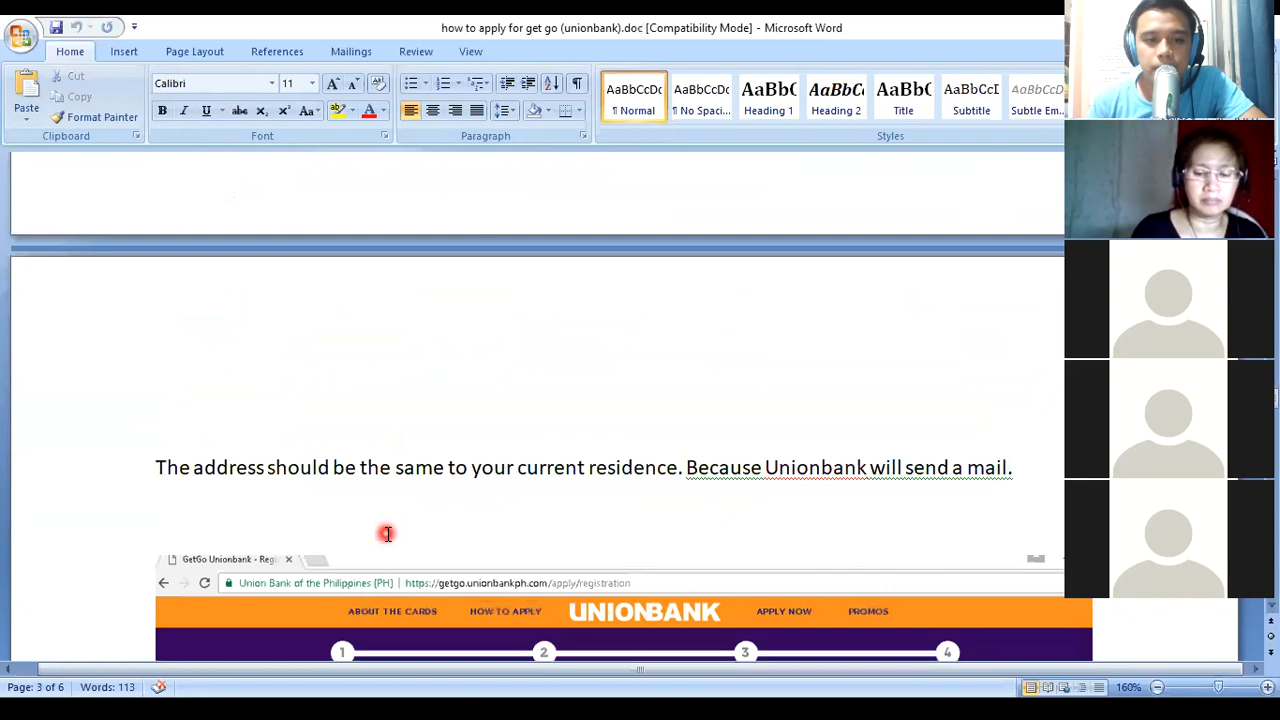 how to apply for get go (unionbank).doc [Compatibility Mode] - Microsoft Word
Home Insert Page Layout References Mailings Review View
Paste
Cut
Copy
Format Painter
Clipboard
Calibri 11
Font
Paragraph
AaBbCcDc AaBbCcDc AaBbC AaBbCc AaBbC AaBbCcI AaBbCcDc
¶ Normal ¶ No Spaci... Heading 1 Heading 2 Title Subtitle Subtle Em...
Styles
The address should be the same to your current residence. Because Unionbank will send a mail.
GetGo Unionbank - Regi
Union Bank of the Philippines [PH] https://getgo.unionbankph.com/apply/registration
ABOUT THE CARDS HOW TO APPLY UNIONBANK APPLY NOW PROMOS
1 2 3 4
Page: 3 of 6 Words: 113 160%